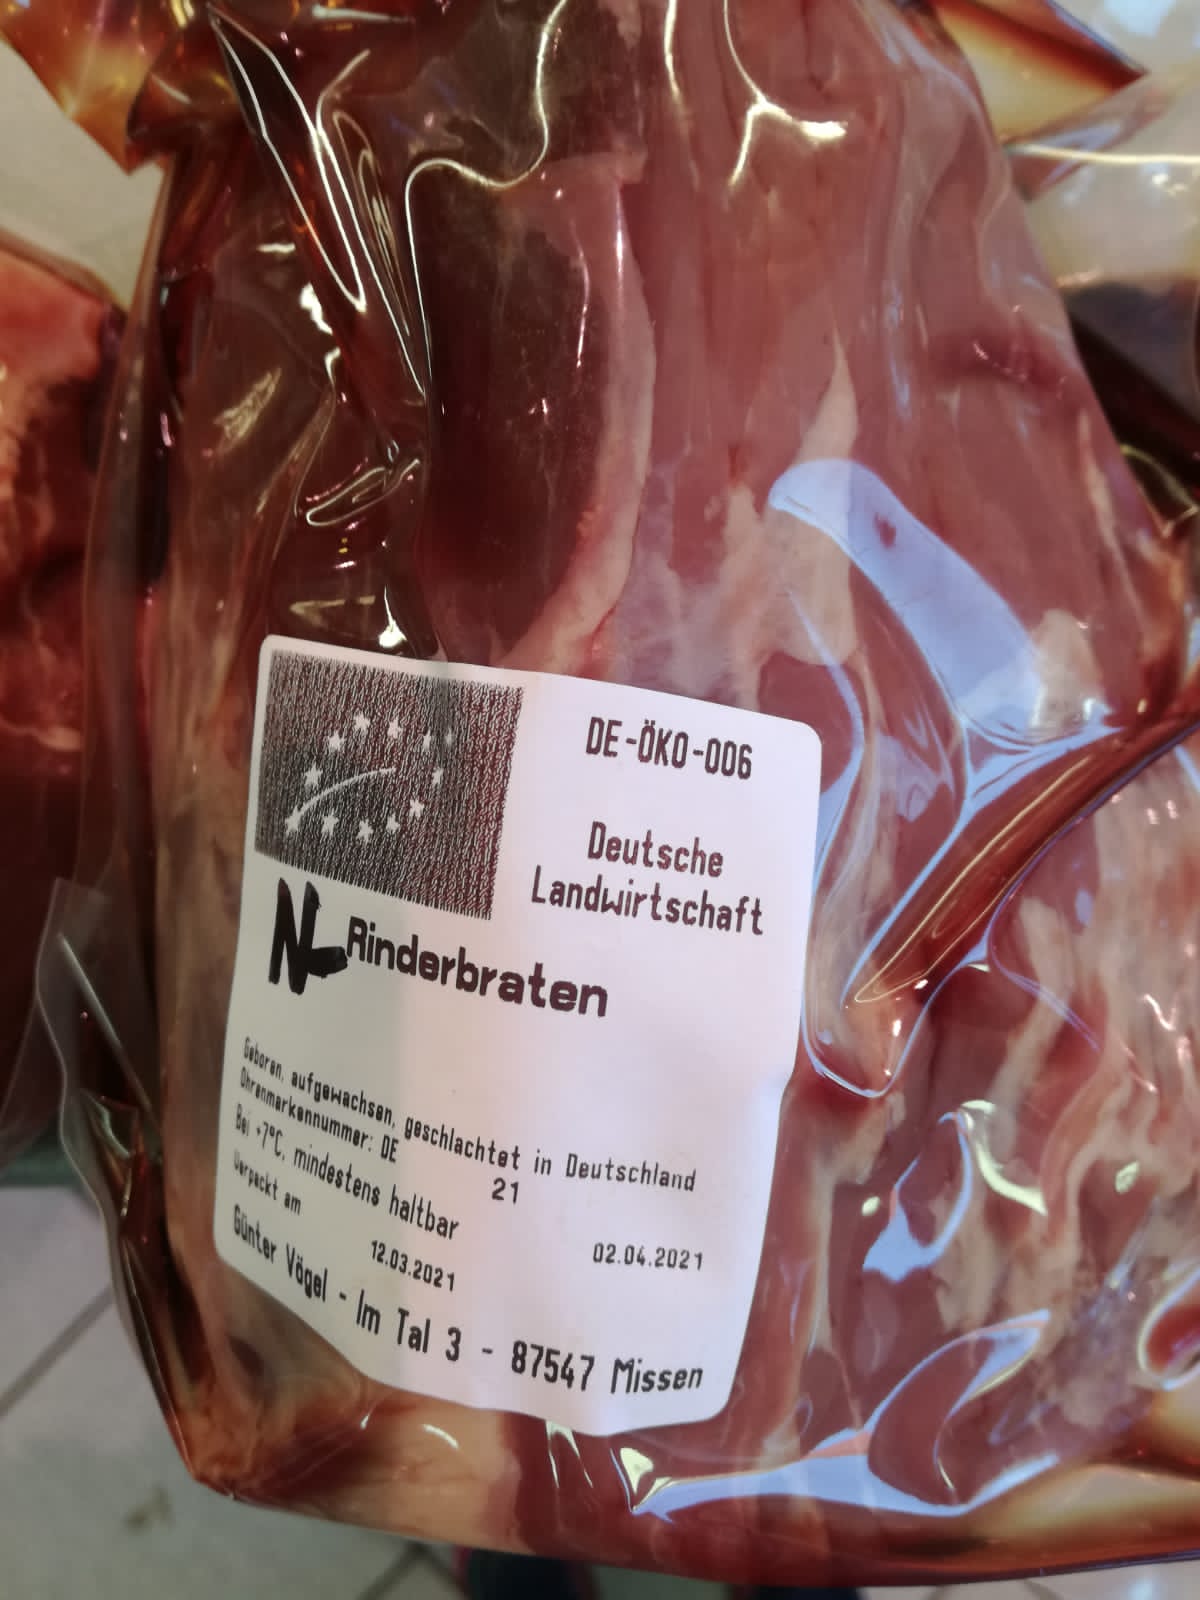 DE-ÖKO-006
Deutsche
Landwirtschaft
NL Rinderbraten
Geboren, aufgewachsen, geschlachtet in Deutschland
Ohrenmarkennummer: DE 21
Bei +7°C, mindestens haltbar 02.04.2021
Verpackt am 12.03.2021
Günter Vögel - Im Tal 3 - 87547 Missen